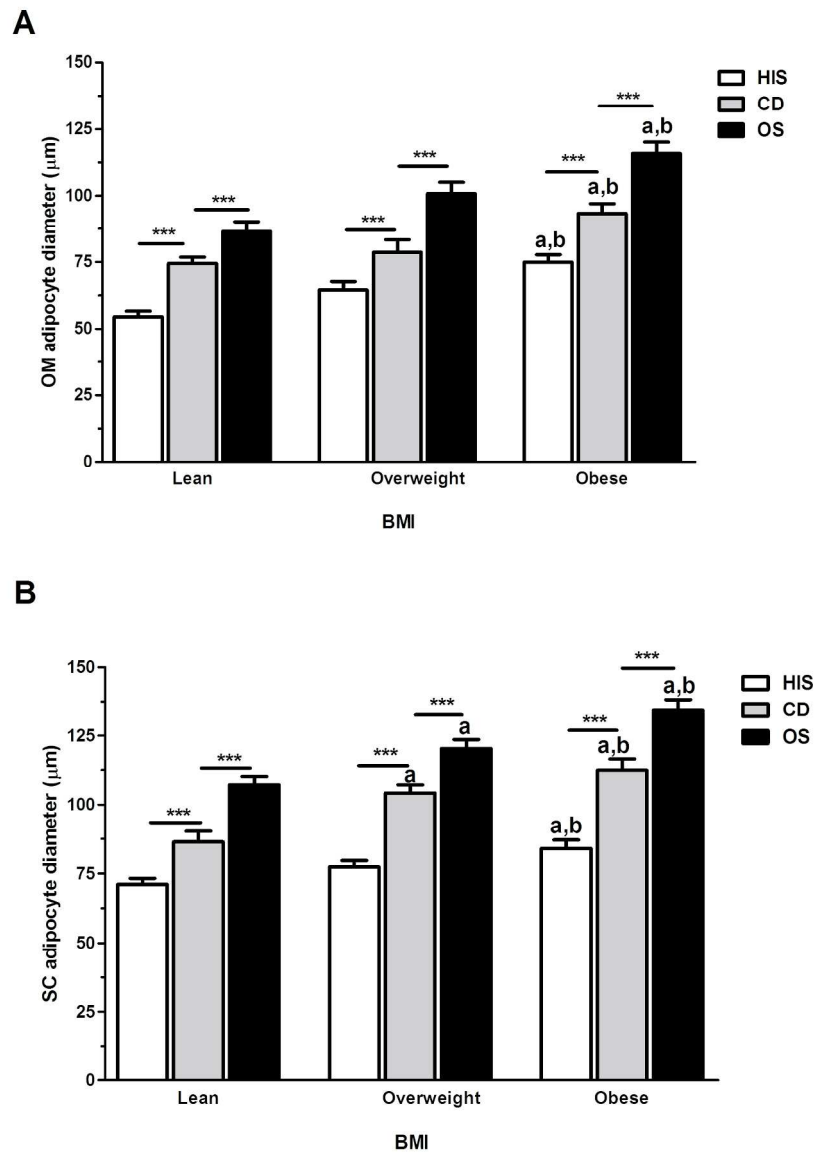 A
OM adipocyte diameter (μm)
150
125
100
75
50
25
0
*** ***
*** ***
*** ***
a,b a,b a,b
HIS
CD
OS
Lean Overweight Obese
BMI
B
SC adipocyte diameter (μm)
150
125
100
75
50
25
0
*** ***
*** ***
a a
*** ***
a,b a,b a,b
HIS
CD
OS
Lean Overweight Obese
BMI